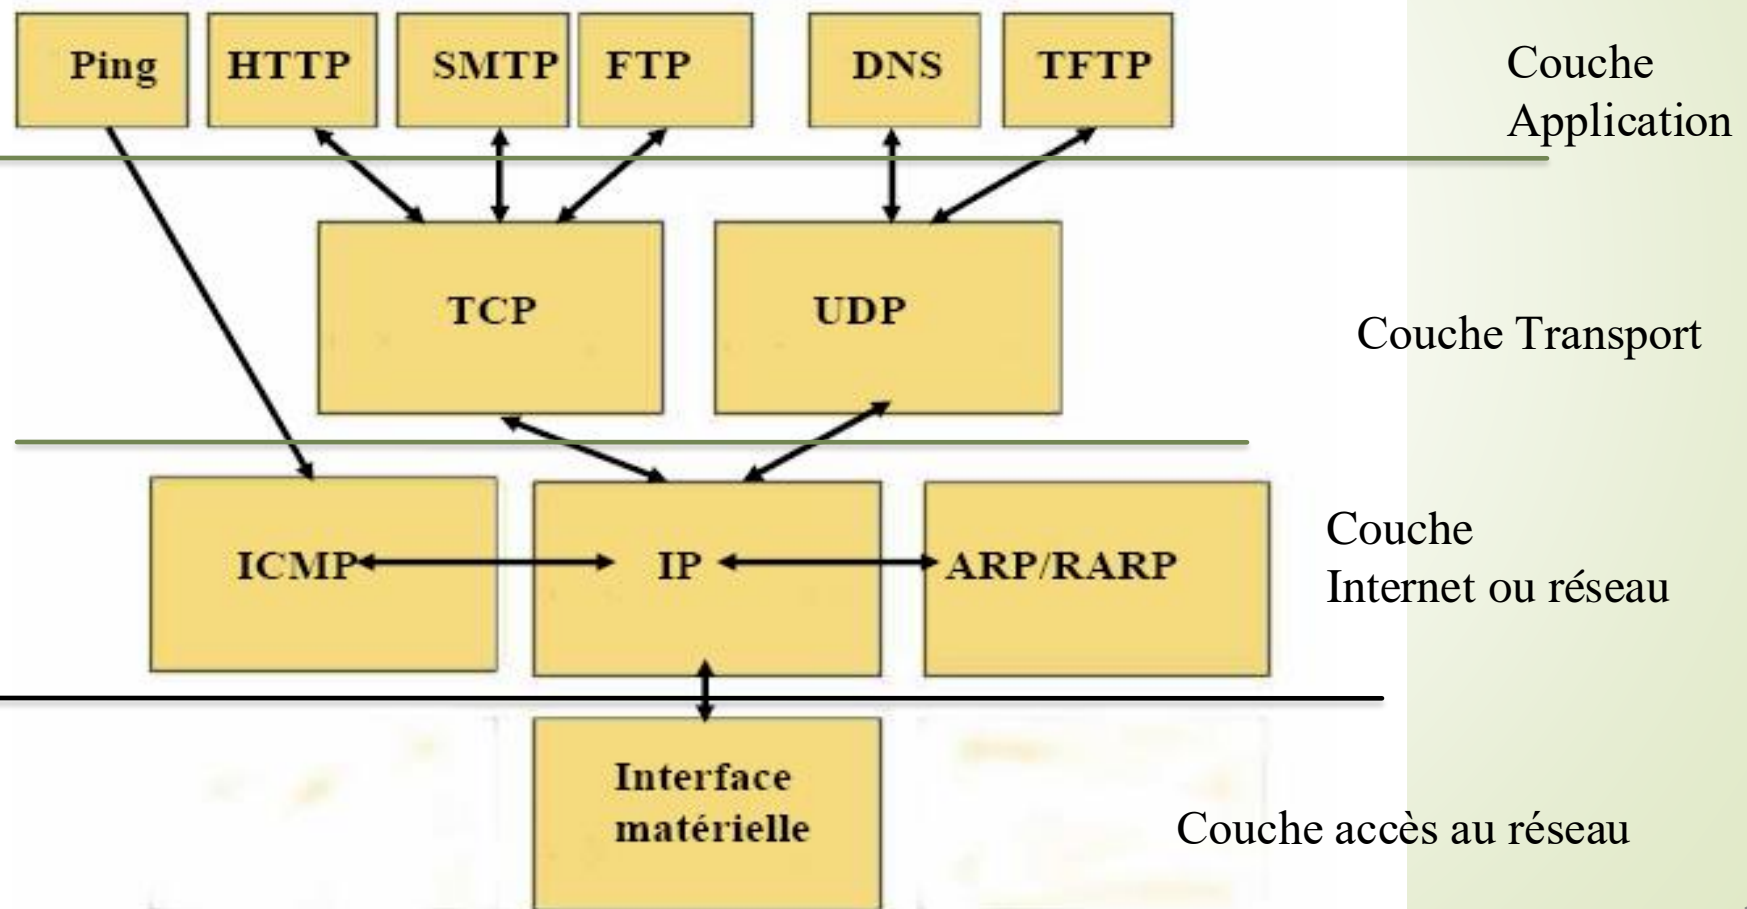 Ping HTTP SMTP FTP DNS TFTP
Couche
Application
TCP UDP
Couche Transport
ICMP IP ARP/RARP
Couche
Internet ou réseau
Interface
matérielle
Couche accès au réseau